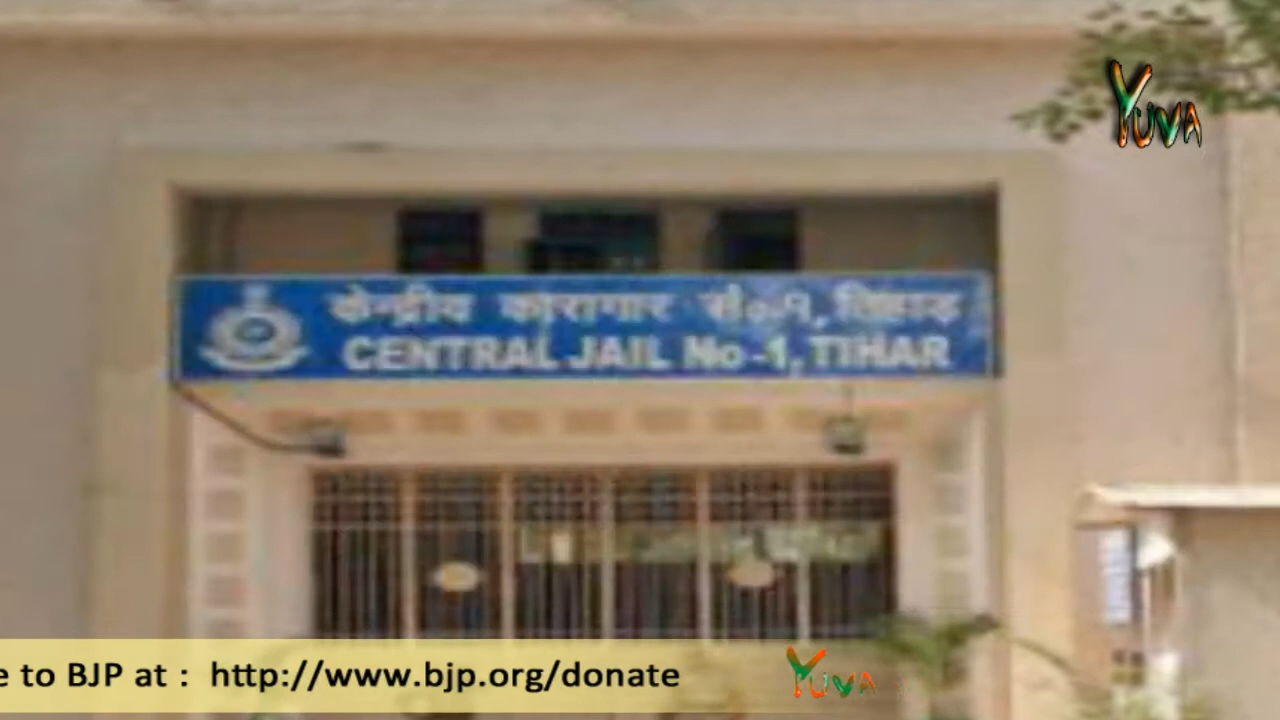 YUVA
केन्द्रीय कारागार सं०-1, तिहाड़
CENTRAL JAIL No-1, TIHAR
e to BJP at : http://www.bjp.org/donate
YUVA